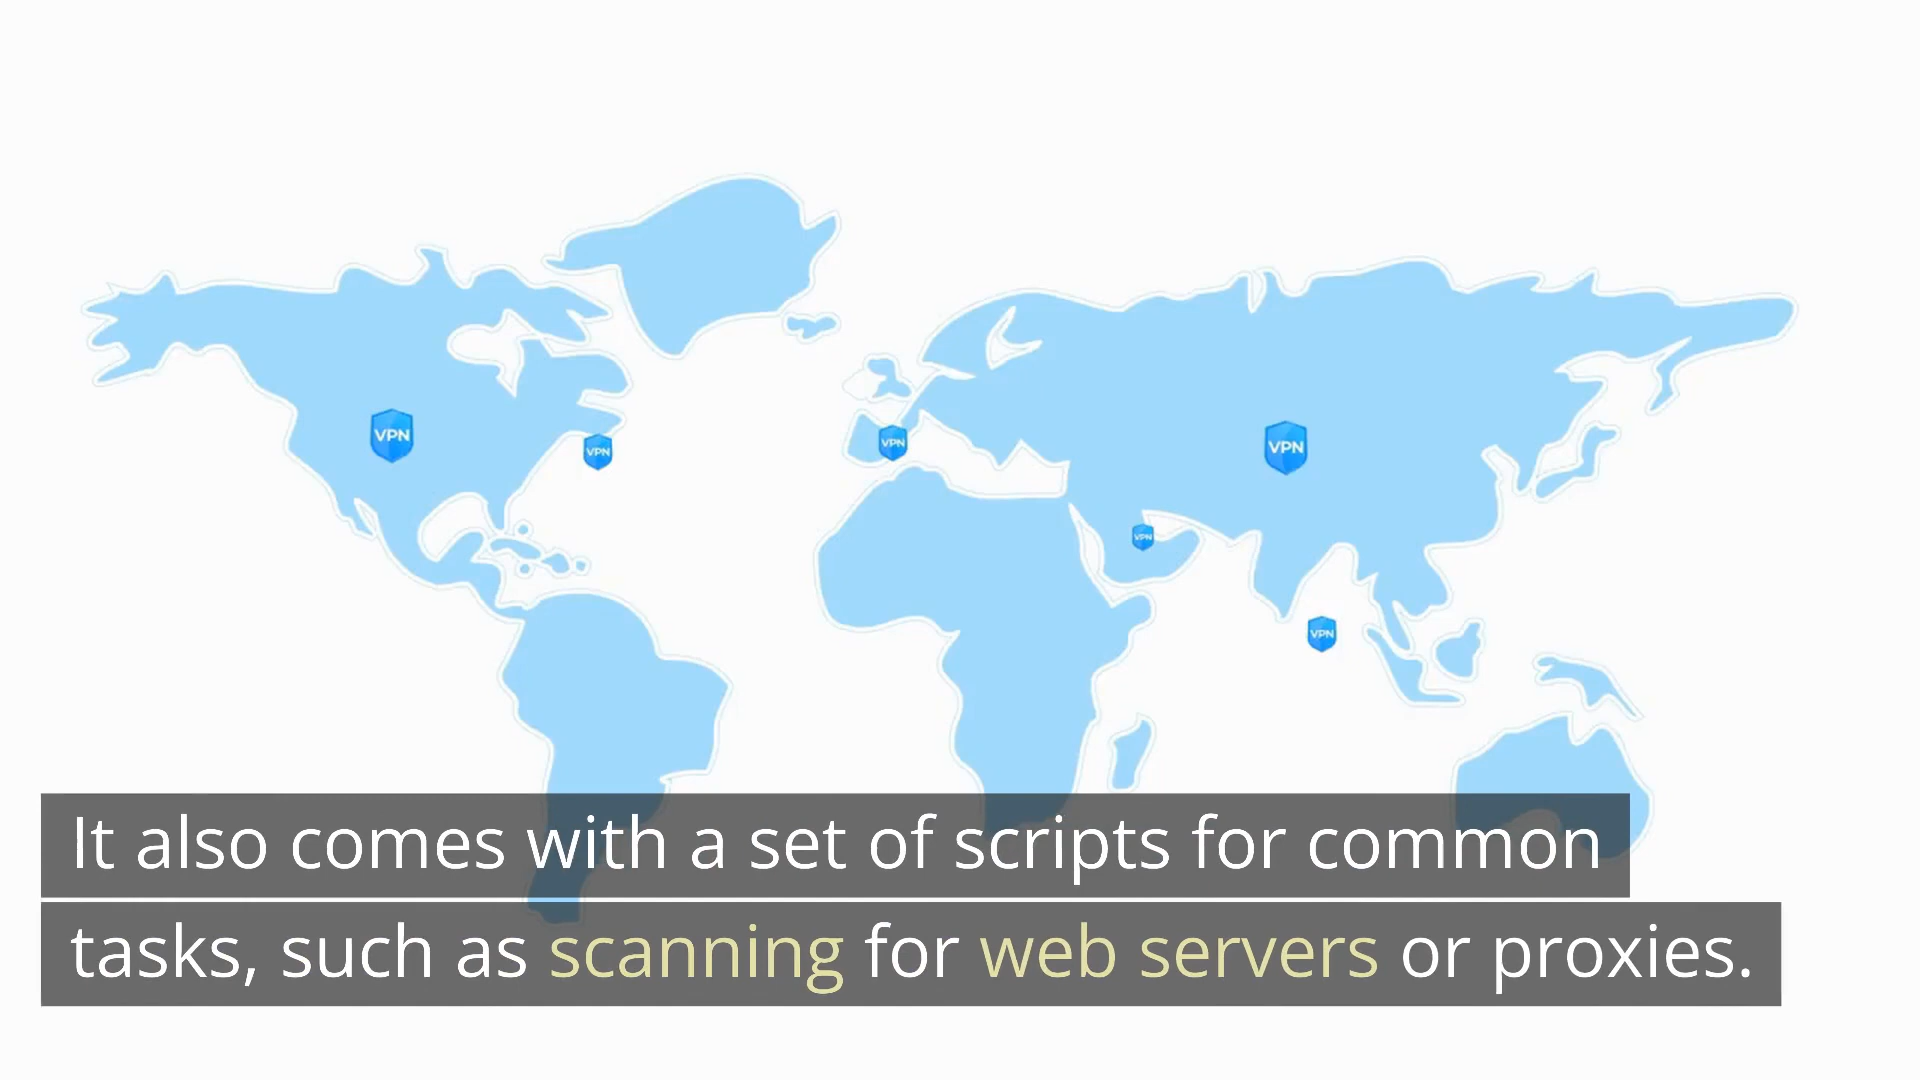 VPN
VPN
VPN
VPN
VPN
VPN
It also comes with a set of scripts for common
tasks, such as scanning for web servers or proxies.